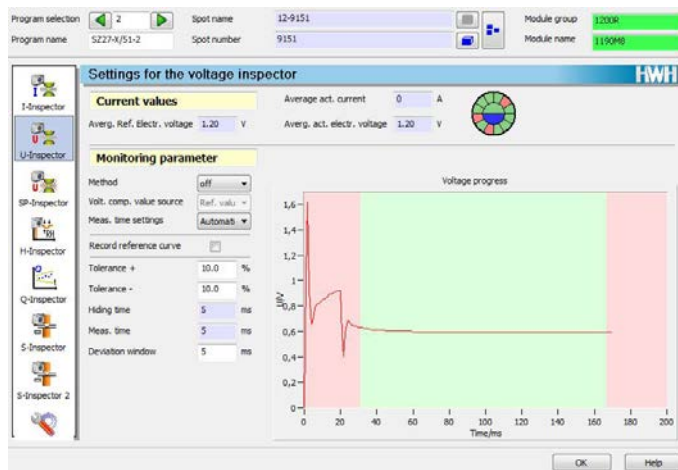 Program selection 2 Spot name 12-9151 Module group 1200R
Program name SZ27-X/S1-2 Spot number 9151 Module name 1190MB
Settings for the voltage inspector HWH
I-Inspector
U-Inspector
SP-Inspector
H-Inspector
Q-Inspector
S-Inspector
S-Inspector 2
Current values Average act. current 0 A
Averg. Ref. Electr. voltage 1.20 V Averg. act. electr. voltage 1.20 V
Monitoring parameter
Method off
Volt. comp. value source Ref. valu
Meas. time settings Automati
Record reference curve
Tolerance + 10.0 %
Tolerance - 10.0 %
Hiding time 5 ms
Meas. time 5 ms
Deviation window 5 ms
Voltage progress
U/V
1,6
1,4
1,2
1
0,8
0,6
0,4
0,2
0
0 20 40 60 80 100 120 140 160 180 200
Time/ms
OK Help